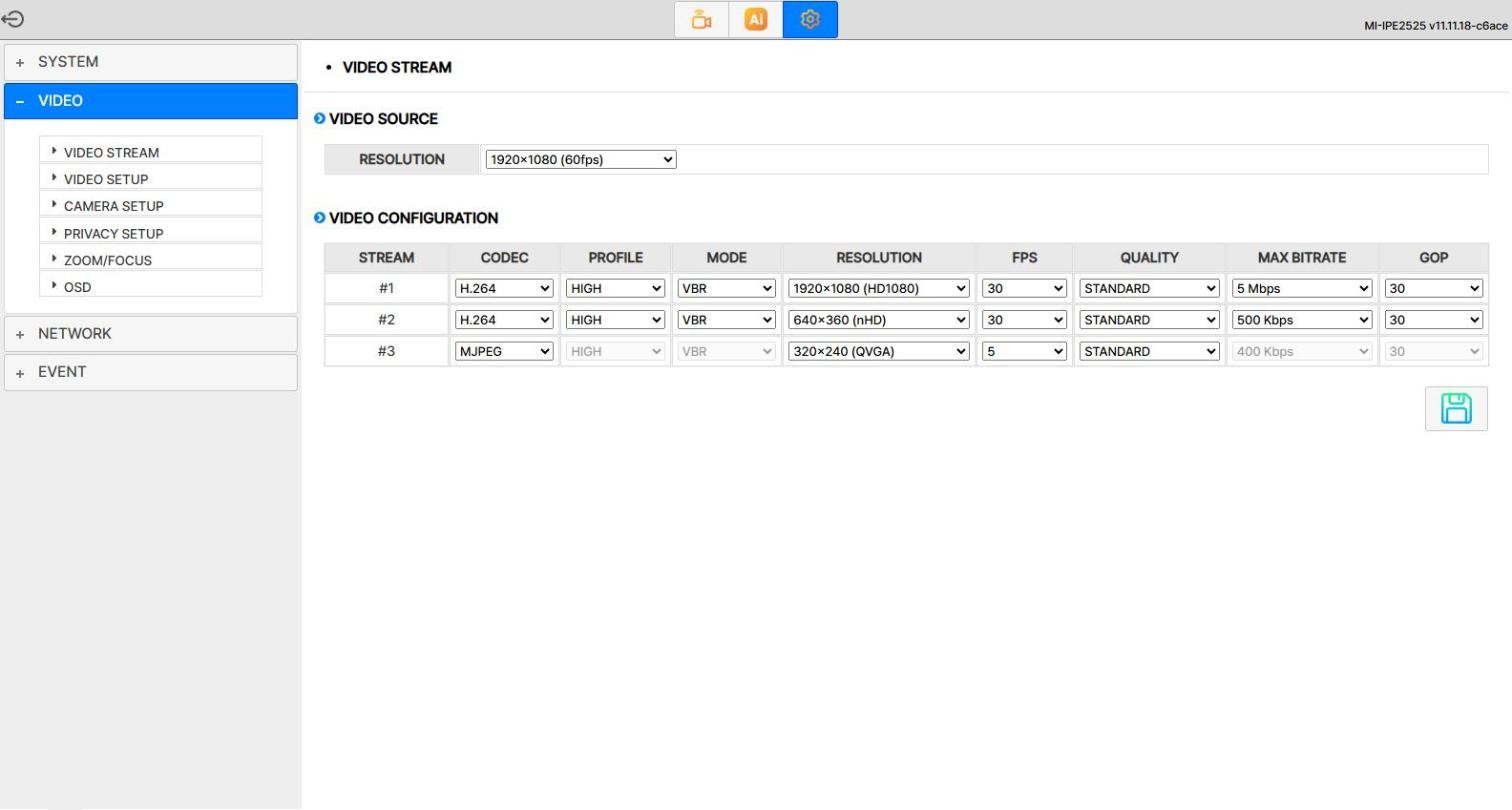 Ai
MI-IPE2525 v11.11.18-c6ace
+ SYSTEM
– VIDEO
VIDEO STREAM
VIDEO SETUP
CAMERA SETUP
PRIVACY SETUP
ZOOM/FOCUS
OSD
+ NETWORK
+ EVENT
• VIDEO STREAM
VIDEO SOURCE
RESOLUTION 1920×1080 (60fps)
VIDEO CONFIGURATION
STREAM CODEC PROFILE MODE RESOLUTION FPS QUALITY MAX BITRATE GOP
#1 H.264 HIGH VBR 1920×1080 (HD1080) 30 STANDARD 5 Mbps 30
#2 H.264 HIGH VBR 640×360 (nHD) 30 STANDARD 500 Kbps 30
#3 MJPEG HIGH VBR 320×240 (QVGA) 5 STANDARD 400 Kbps 30